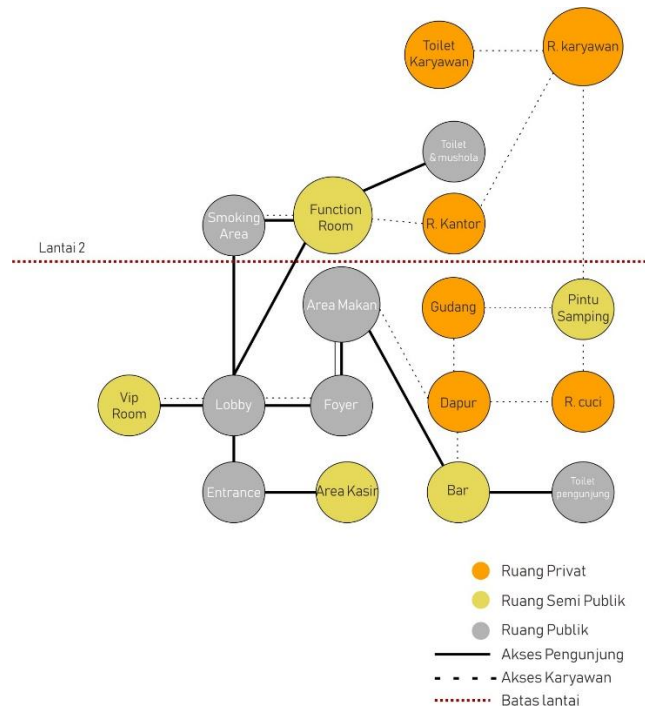 Toilet
Karyawan
R. karyawan
Toilet
& mushola
Function
Room
Smoking
Area
R. Kantor
Lantai 2
Area Makan
Gudang
Pintu
Samping
Vip
Room
Lobby
Foyer
Dapur
R. cuci
Entrance
Area Kasir
Bar
Toilet
pengunjung
Ruang Privat
Ruang Semi Publik
Ruang Publik
Akses Pengunjung
Akses Karyawan
Batas lantai